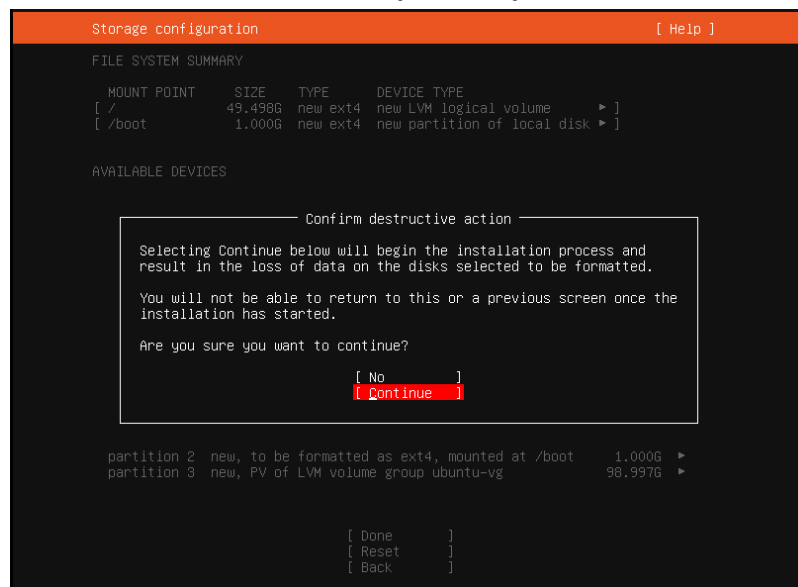 Storage configuration [ Help ]
FILE SYSTEM SUMMARY
MOUNT POINT SIZE TYPE DEVICE TYPE
[ / 49.498G new ext4 new LVM logical volume ▸ ]
[ /boot 1.000G new ext4 new partition of local disk ▸ ]
AVAILABLE DEVICES
Confirm destructive action
Selecting Continue below will begin the installation process and
result in the loss of data on the disks selected to be formatted.
You will not be able to return to this or a previous screen once the
installation has started.
Are you sure you want to continue?
[ No ]
[ Continue ]
partition 2 new, to be formatted as ext4, mounted at /boot 1.000G ▸
partition 3 new, PV of LVM volume group ubuntu-vg 98.997G ▸
[ Done ]
[ Reset ]
[ Back ]